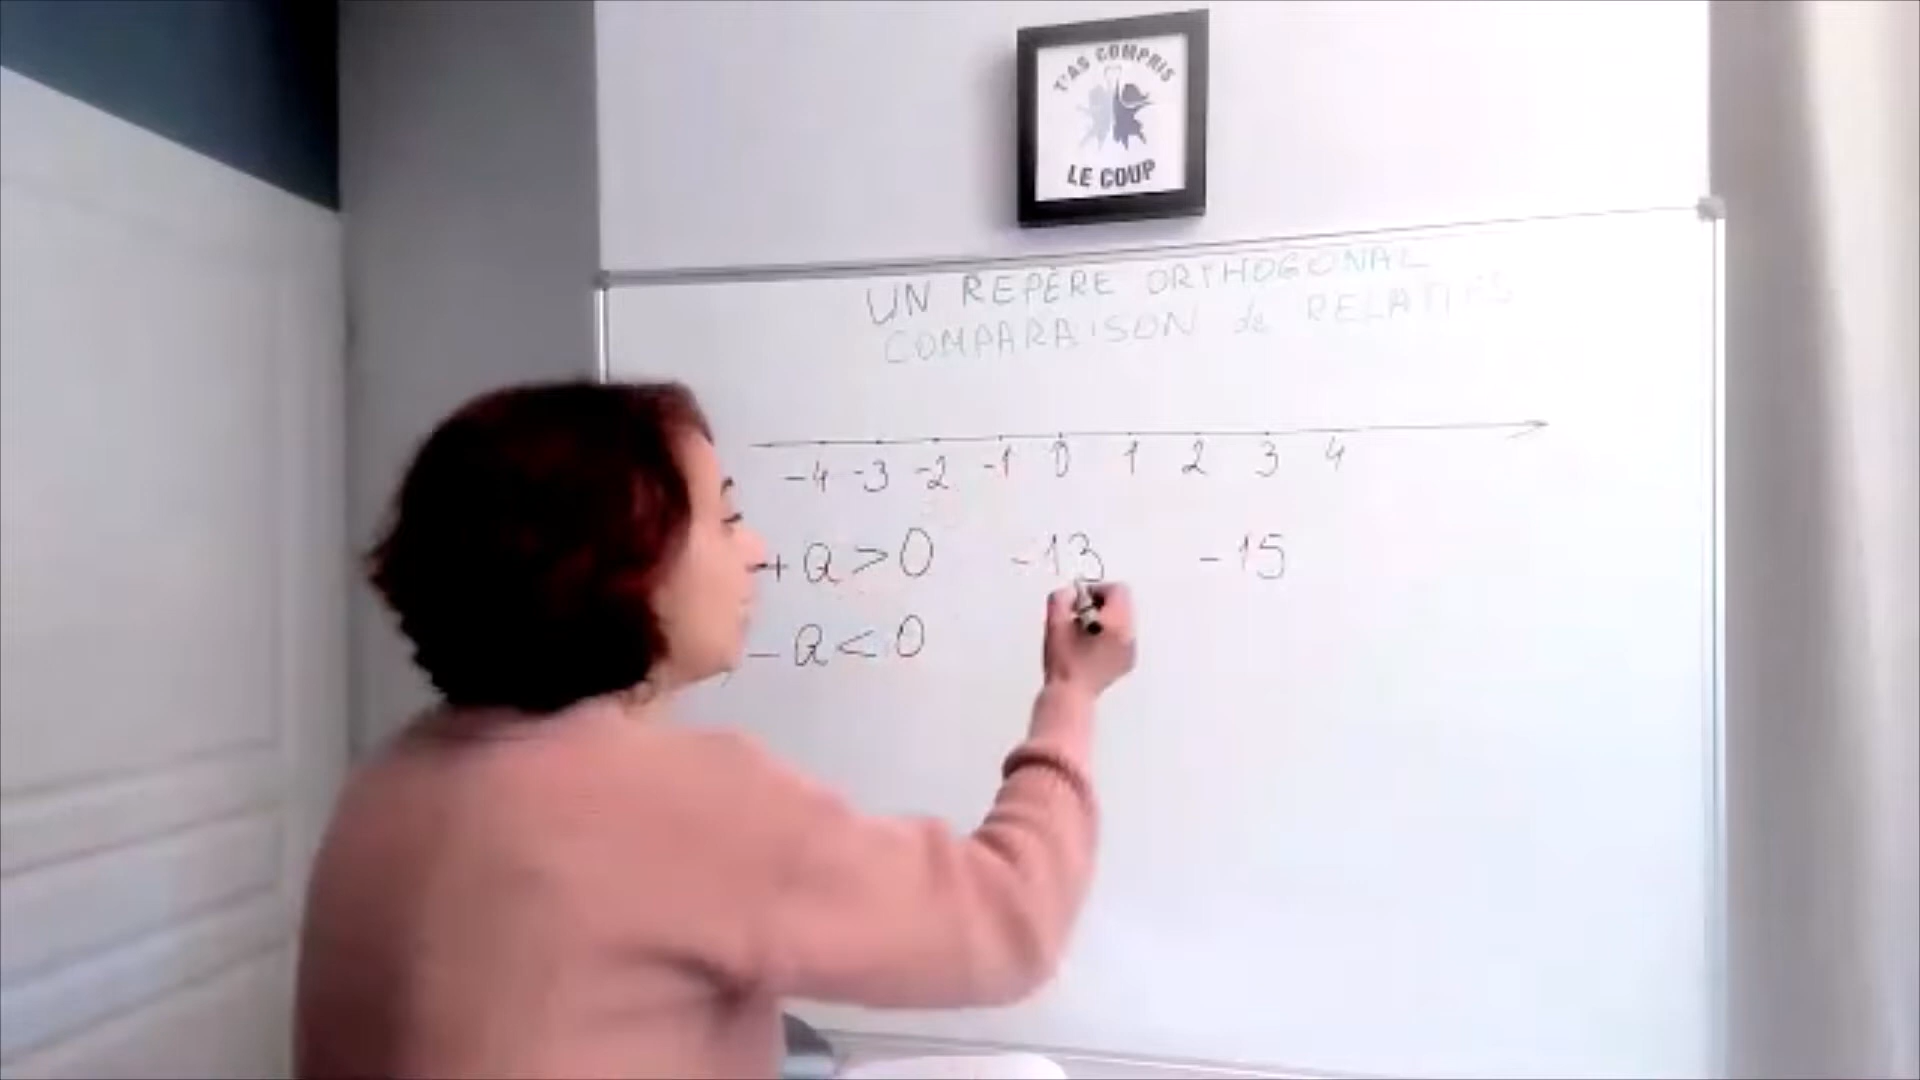 T'AS COMPRIS
LE COUP
UN REPÈRE ORTHOGONAL
COMPARAISON de RELATIFS
-4 -3 -2 -1 0 1 2 3 4
+a>0 -13 -15
-a<0